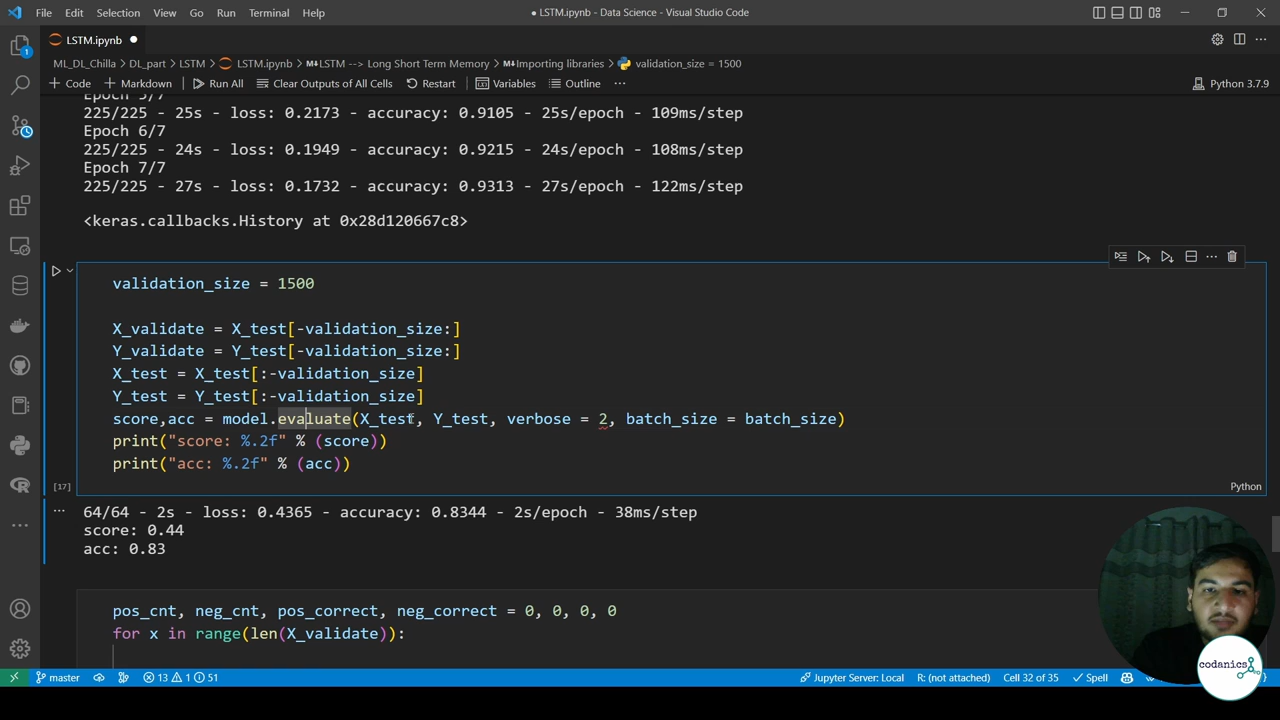 File Edit Selection View Go Run Terminal Help
● LSTM.ipynb - Data Science - Visual Studio Code
LSTM.ipynb ●
ML_DL_Chilla > DL_part > LSTM > LSTM.ipynb > M↓LSTM --> Long Short Term Memory > M↓Importing libraries > validation_size = 1500
+ Code + Markdown Run All Clear Outputs of All Cells Restart Variables Outline ...
Python 3.7.9
Epoch 5/7
225/225 - 25s - loss: 0.2173 - accuracy: 0.9105 - 25s/epoch - 109ms/step
Epoch 6/7
225/225 - 24s - loss: 0.1949 - accuracy: 0.9215 - 24s/epoch - 108ms/step
Epoch 7/7
225/225 - 27s - loss: 0.1732 - accuracy: 0.9313 - 27s/epoch - 122ms/step
<keras.callbacks.History at 0x28d120667c8>
validation_size = 1500
X_validate = X_test[-validation_size:]
Y_validate = Y_test[-validation_size:]
X_test = X_test[:-validation_size]
Y_test = Y_test[:-validation_size]
score,acc = model.evaluate(X_test, Y_test, verbose = 2, batch_size = batch_size)
print("score: %.2f" % (score))
print("acc: %.2f" % (acc))
[17]
Python
64/64 - 2s - loss: 0.4365 - accuracy: 0.8344 - 2s/epoch - 38ms/step
score: 0.44
acc: 0.83
pos_cnt, neg_cnt, pos_correct, neg_correct = 0, 0, 0, 0
for x in range(len(X_validate)):
codanics
master 13 1 51
Jupyter Server: Local R: (not attached) Cell 32 of 35 Spell